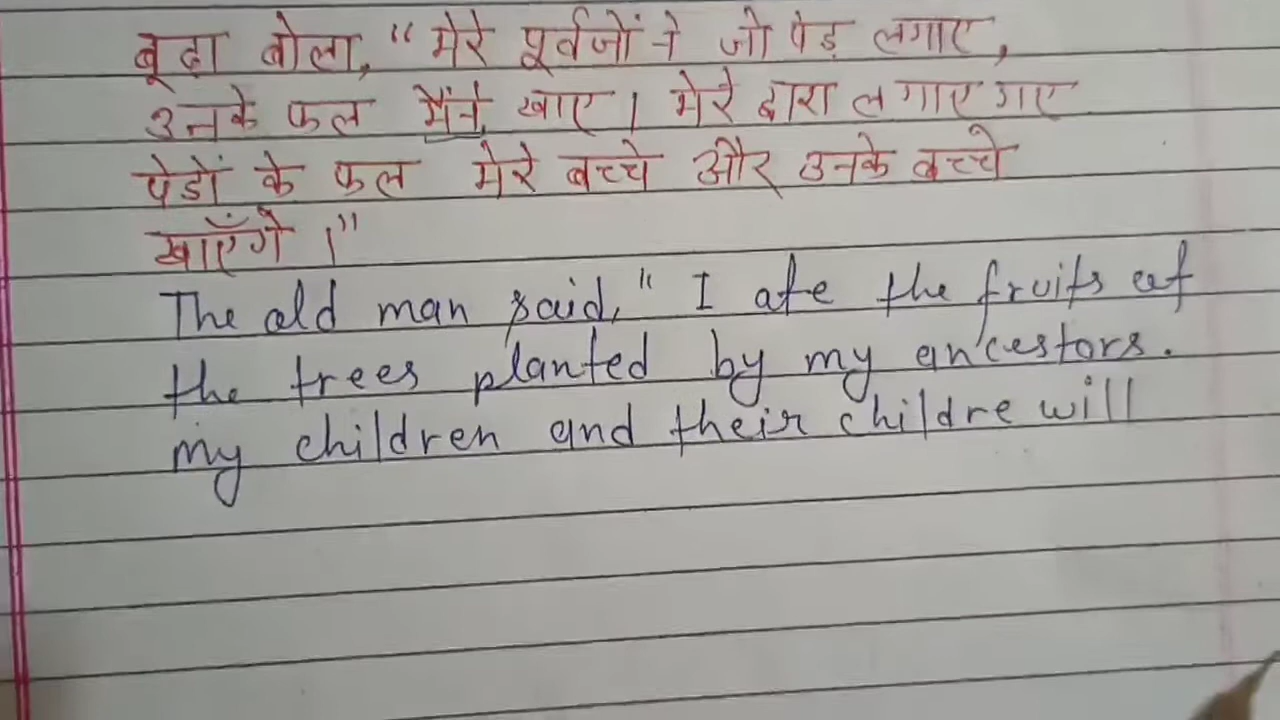 बूढ़ा बोला, “मेरे पूर्वजों ने जो पेड़ लगाए,
उनके फल मैंने खाए। मेरे द्वारा लगाए गए
पेडों के फल मेरे बच्चे और उनके बच्चे
खाएँगे।”
The old man said, " I ate the fruits of
the trees planted by my ancestors.
my children and their childre will